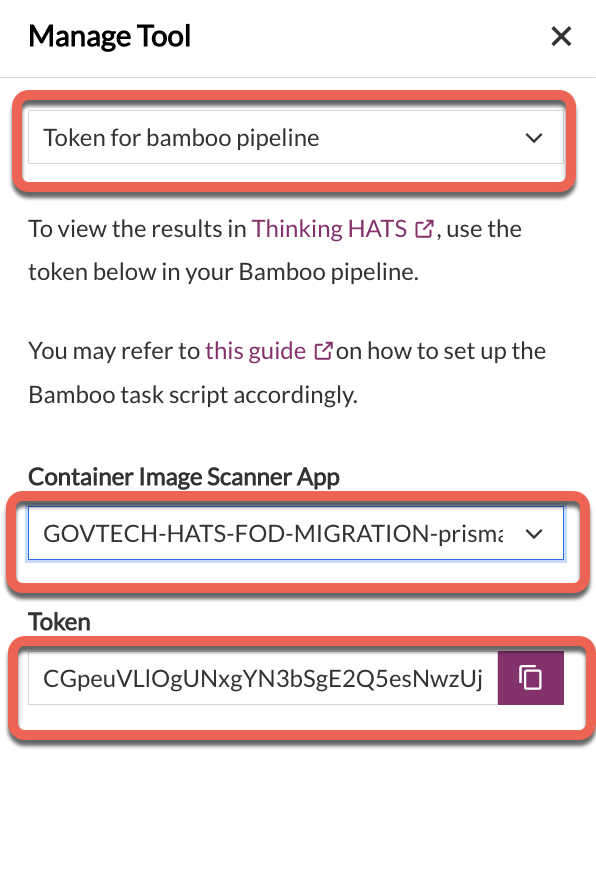 Manage Tool
Token for bamboo pipeline
To view the results in Thinking HATS , use the
token below in your Bamboo pipeline.
You may refer to this guide on how to set up the
Bamboo task script accordingly.
Container Image Scanner App
GOVTECH-HATS-FOD-MIGRATION-prisma
Token
CGpeuVLlOgUNxgYN3bSgE2Q5esNwzUj